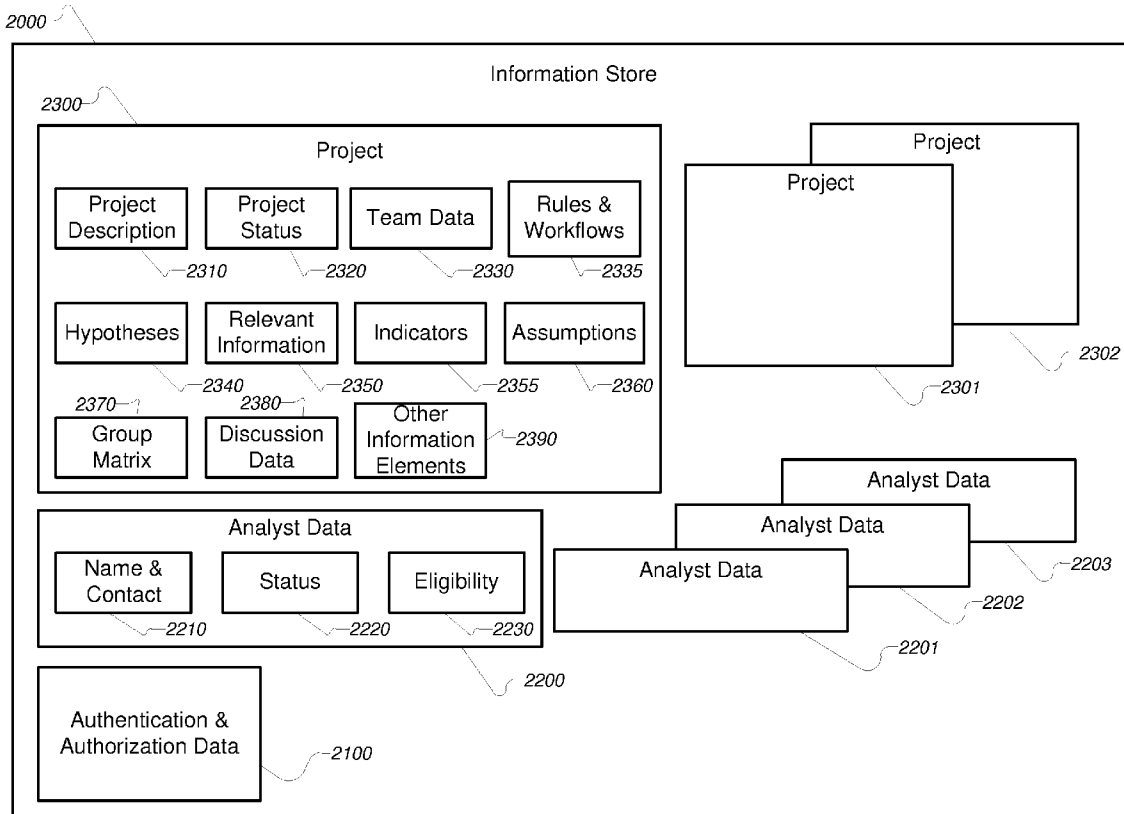 2000
Information Store
2300
Project
Project
Description
2310
Project
Status
2320
Team Data
2330
Rules &
Workflows
2335
Hypotheses
2340
Relevant
Information
2350
Indicators
2355
Assumptions
2360
2370
Group
Matrix
2380
Discussion
Data
Other
Information
Elements
2390
Project
2302
Project
2301
Analyst Data
Name &
Contact
2210
Status
2220
Eligibility
2230
2200
Analyst Data
2203
Analyst Data
2202
Analyst Data
2201
Authentication &
Authorization Data
2100